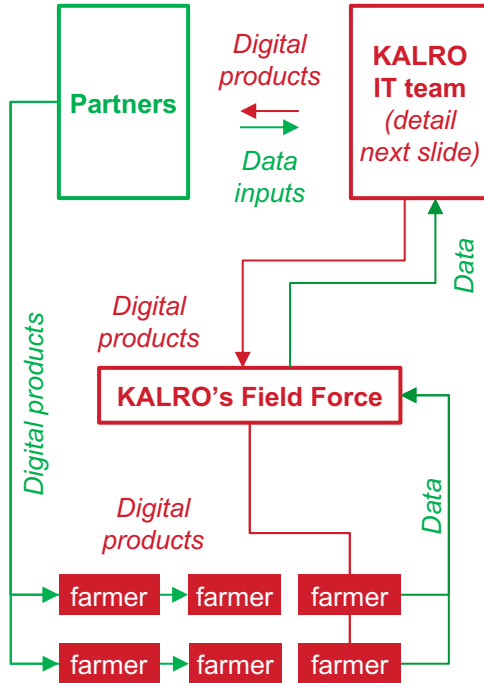 Partners
Digital
products
Data
inputs
KALRO
IT team
(detail
next slide)
Data
Digital
products
KALRO's Field Force
Digital products
Digital
products
Data
farmer
farmer
farmer
farmer
farmer
farmer